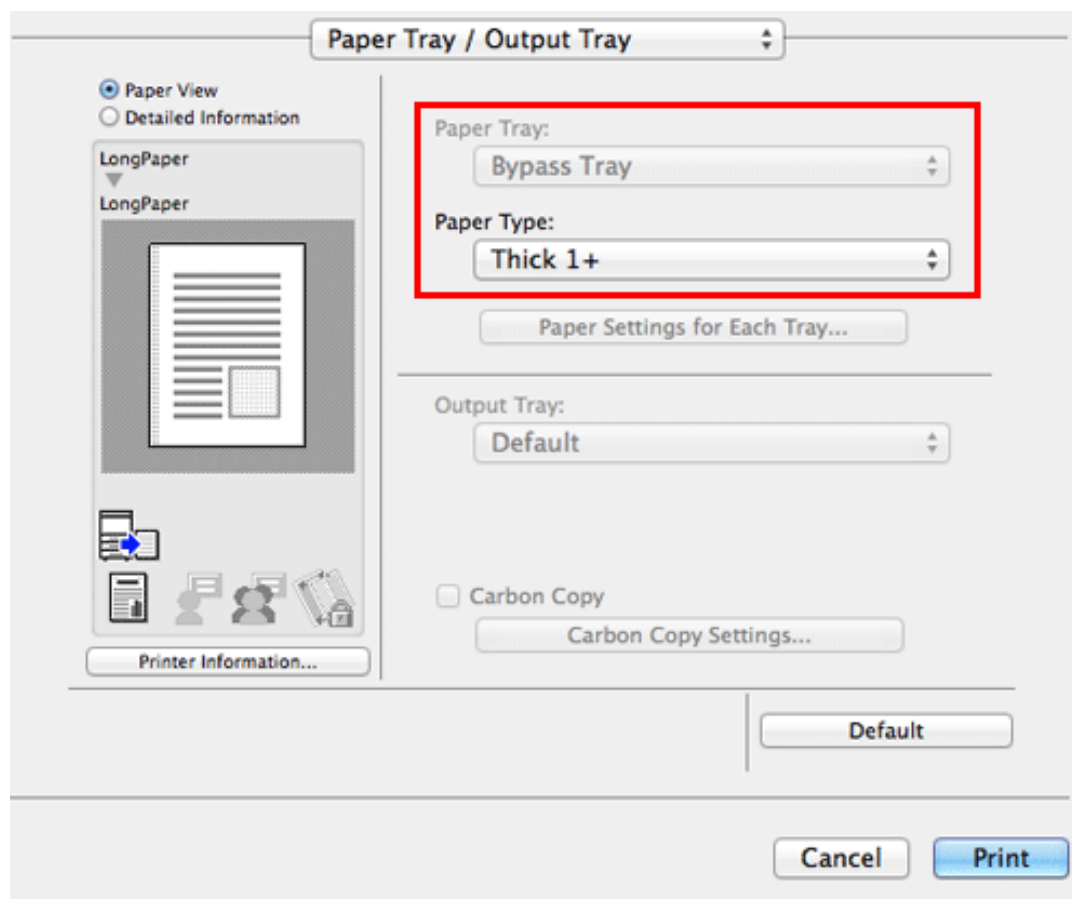 Paper Tray / Output Tray
Paper View
Detailed Information
LongPaper
LongPaper
Printer Information...
Paper Tray:
Bypass Tray
Paper Type:
Thick 1+
Paper Settings for Each Tray...
Output Tray:
Default
Carbon Copy
Carbon Copy Settings...
Default
Cancel
Print